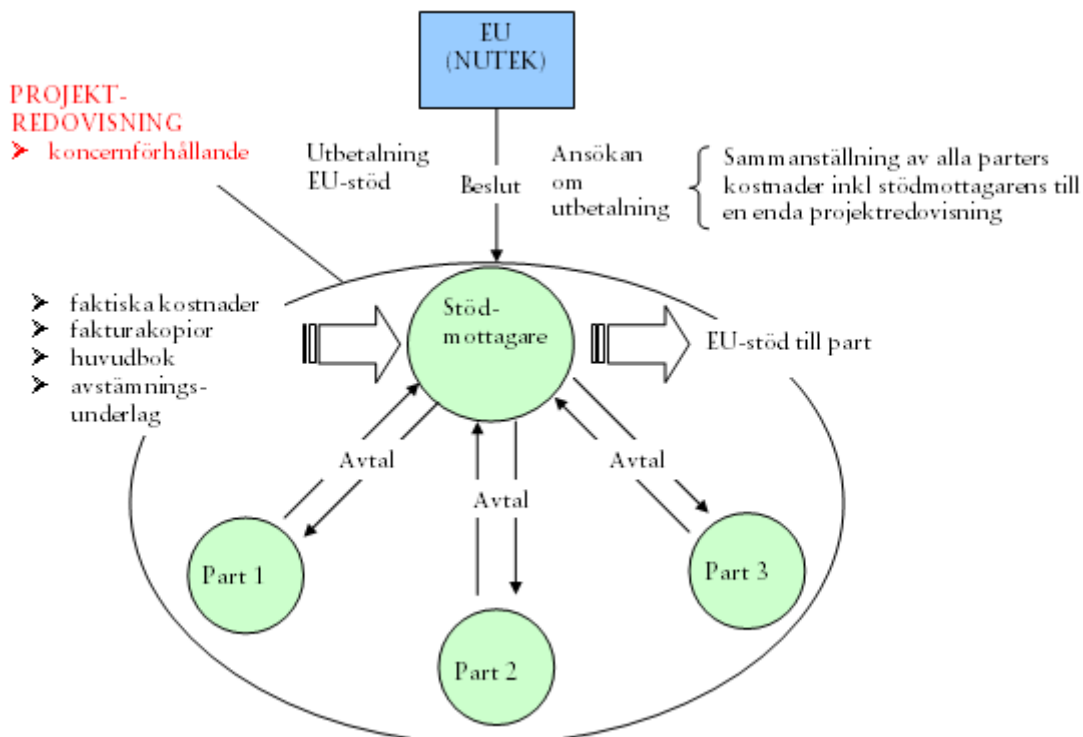 EU
(NUTEK)
PROJEKT-
REDOVISNING
➢ koncernförhållande
Utbetalning
EU-stöd
Beslut
Ansökan
om
utbetalning
Sammanställning av alla parters
kostnader inkl stödmottagarens till
en enda projektredovisning
➢ faktiska kostnader
➢ fakturakopior
➢ huvudbok
➢ avstämnings-
underlag
Stöd-
mottagare
EU-stöd till part
Avtal
Avtal
Avtal
Part 1
Part 2
Part 3